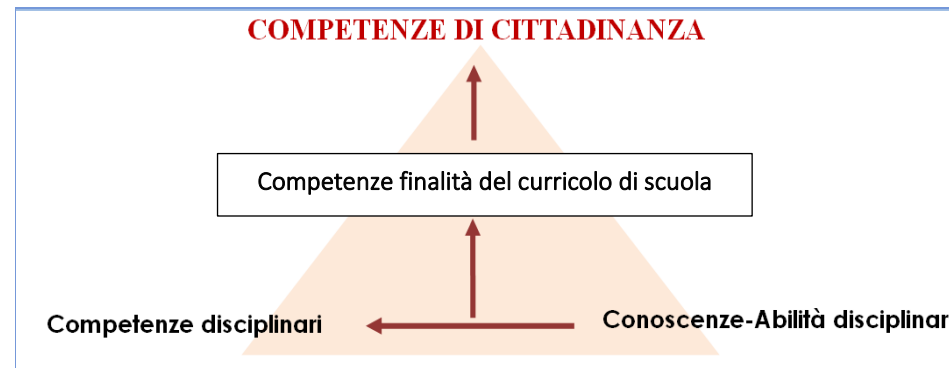 COMPETENZE DI CITTADINANZA
Competenze finalità del curricolo di scuola
Competenze disciplinari
Conoscenze-Abilità disciplinar